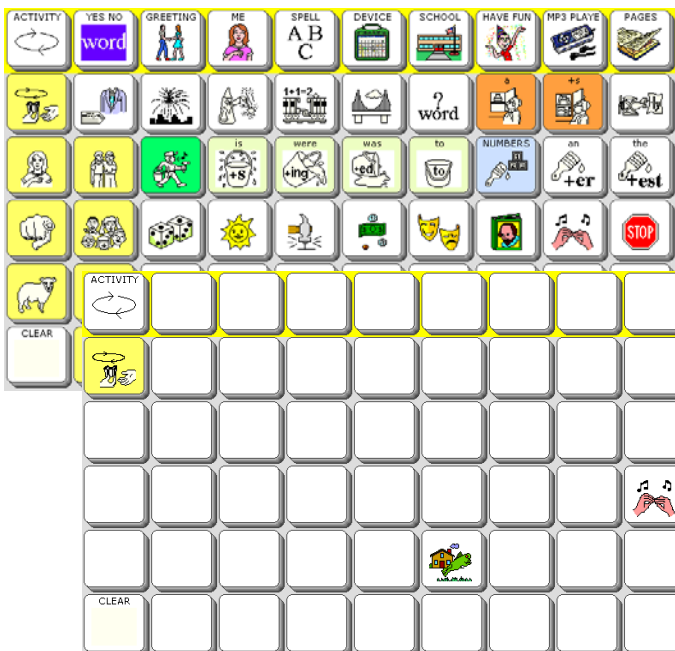 ACTIVITY YES NO GREETING ME SPELL DEVICE SCHOOL HAVE FUN MP3 PLAYE PAGES
word A B C
1+1=2 ? word a +s
is +s were +ing was +ed to to NUMBERS an +er the +est
STOP
CLEAR
ACTIVITY
CLEAR